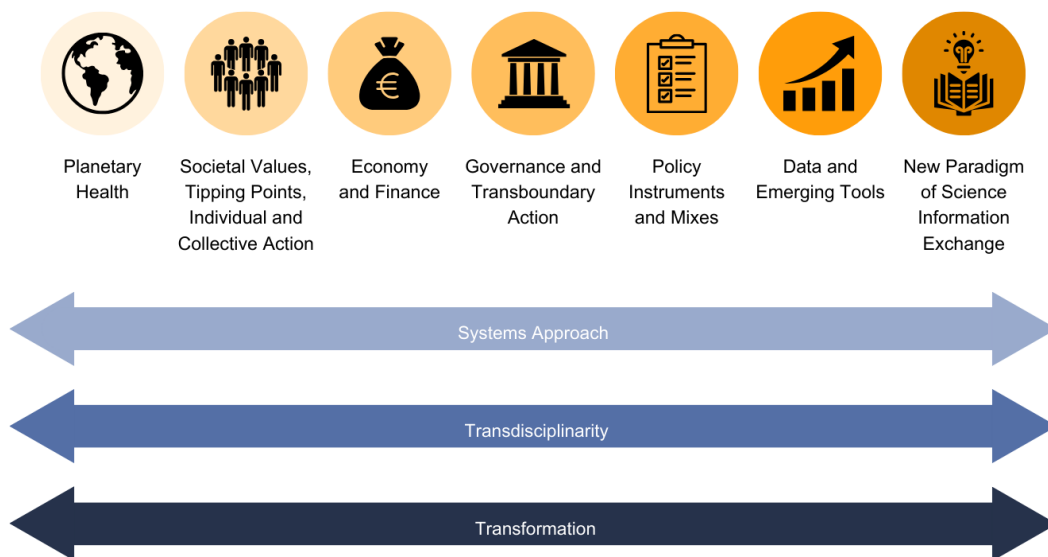 Planetary
Health
Societal Values,
Tipping Points,
Individual and
Collective Action
Economy
and Finance
Governance and
Transboundary
Action
Policy
Instruments
and Mixes
Data and
Emerging Tools
New Paradigm
of Science
Information
Exchange
Systems Approach
Transdisciplinarity
Transformation